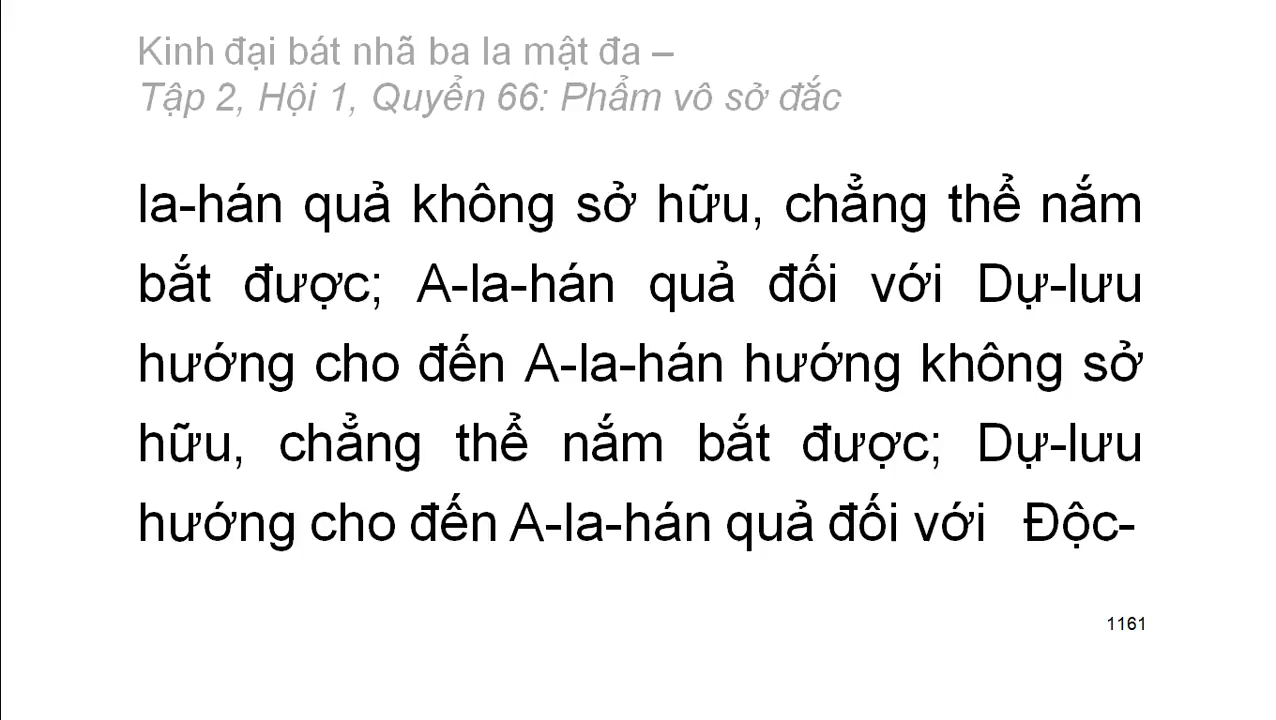 Kinh đại bát nhã ba la mật đa –
Tập 2, Hội 1, Quyển 66: Phẩm vô sở đắc
la-hán quả không sở hữu, chẳng thể nắm
bắt được; A-la-hán quả đối với Dự-lưu
hướng cho đến A-la-hán hướng không sở
hữu, chẳng thể nắm bắt được; Dự-lưu
hướng cho đến A-la-hán quả đối với Độc-
1161